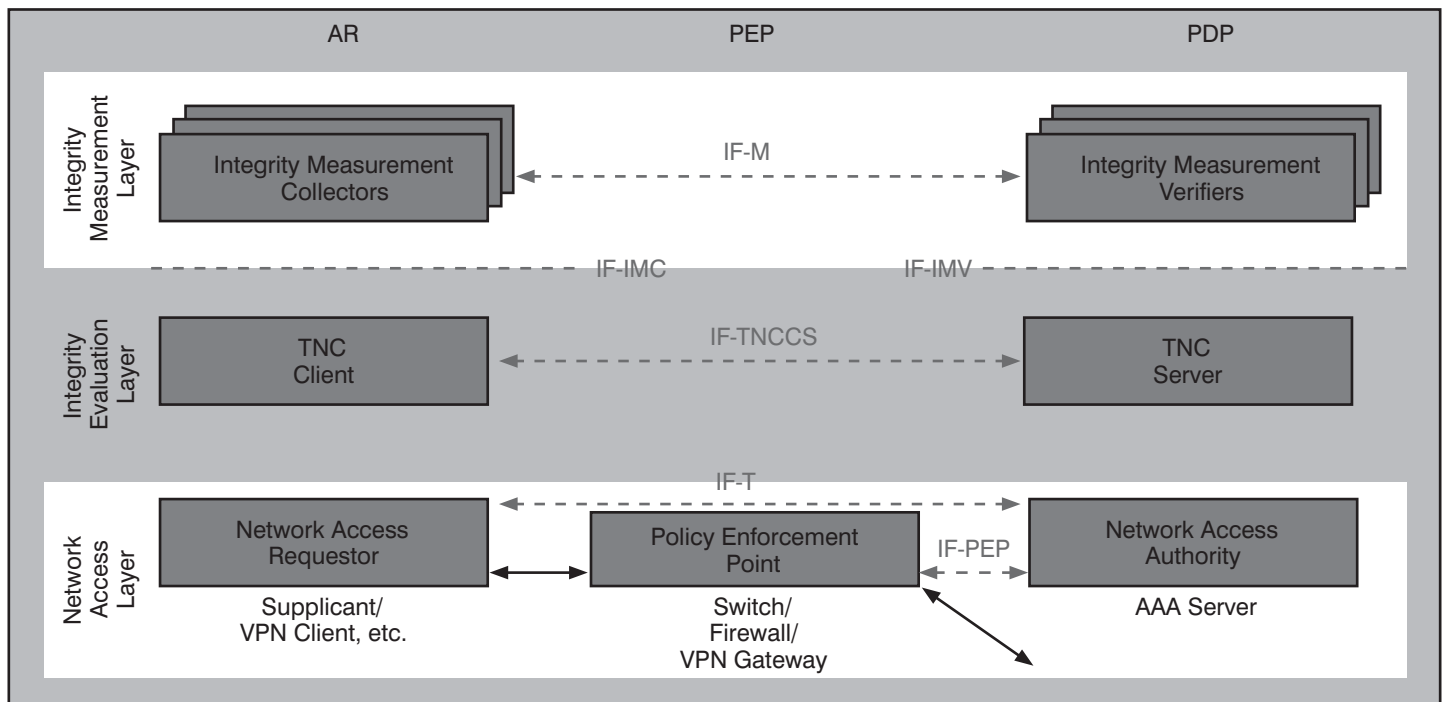 AR
PEP
PDP
Integrity
Measurement
Layer
Integrity Measurement
Collectors
IF-M
Integrity Measurement
Verifiers
IF-IMC
IF-IMV
Integrity
Evaluation
Layer
TNC
Client
IF-TNCCS
TNC
Server
Network
Access
Layer
IF-T
Network Access
Requestor
Policy Enforcement
Point
IF-PEP
Network Access
Authority
Supplicant/
VPN Client, etc.
Switch/
Firewall/
VPN Gateway
AAA Server